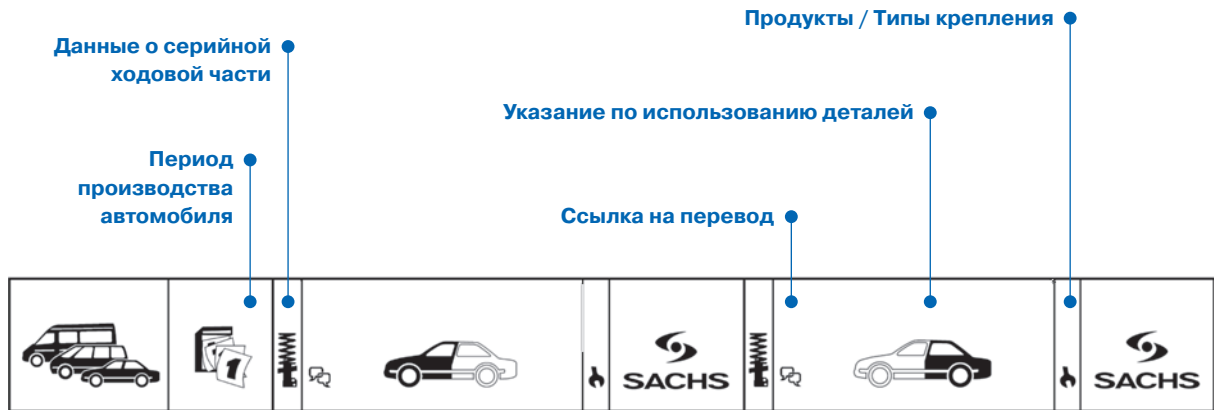 Продукты / Типы крепления
Данные о серийной
ходовой части
Указание по использованию деталей
Период
производства
автомобиля
Ссылка на перевод
1
SACHS
SACHS